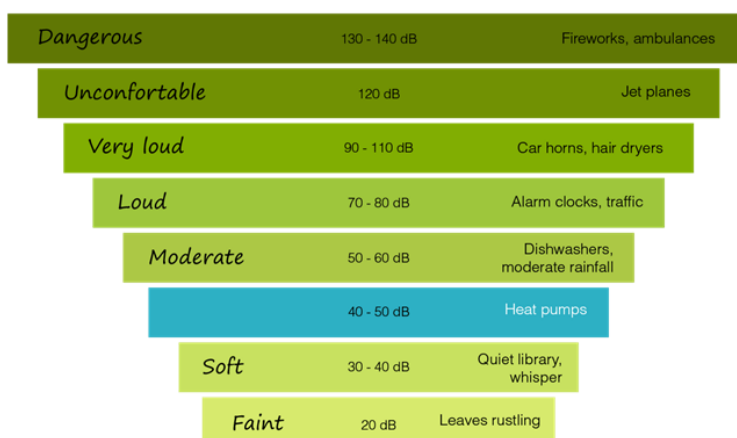 Dangerous 130 - 140 dB Fireworks, ambulances
Unconfortable 120 dB Jet planes
Very loud 90 - 110 dB Car horns, hair dryers
Loud 70 - 80 dB Alarm clocks, traffic
Moderate 50 - 60 dB Dishwashers,
moderate rainfall
40 - 50 dB Heat pumps
Soft 30 - 40 dB Quiet library,
whisper
Faint 20 dB Leaves rustling